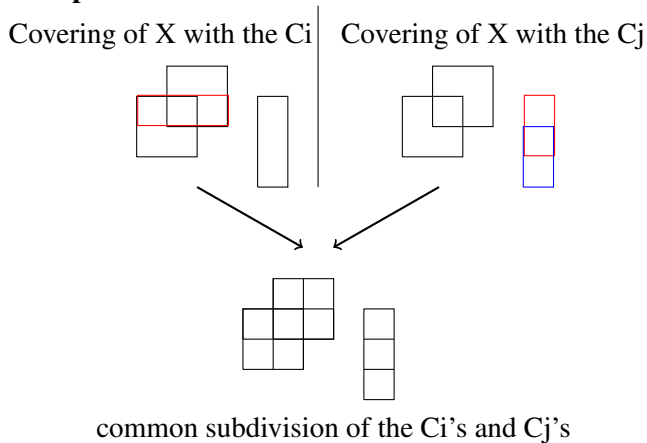 Covering of X with the Ci
Covering of X with the Cj
common subdivision of the Ci's and Cj's